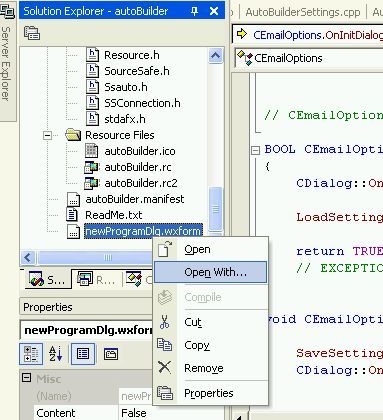 Solution Explorer - autoBuilder
AutoBuilderSettings.cpp
CEmailOptions.OnInitDialog
CEmailOptions
Server Explorer
Resource.h
SourceSafe.h
Ssauto.h
SSConnection.h
stdafx.h
Resource Files
autoBuilder.ico
autoBuilder.rc
autoBuilder.rc2
autoBuilder.manifest
ReadMe.txt
newProgramDlg.wxform
Open
Open With...
Compile
Cut
Copy
Remove
Properties
S...
R...
Properties
newProgramDlg.wxform
Misc
(Name)
newPro
Content
False
// CEmailOption
BOOL CEmailOpti
{
CDialog::On
LoadSetting
return TRUE
// EXCEPTIO
void CEmailOpti
SaveSetting
CDialog::On